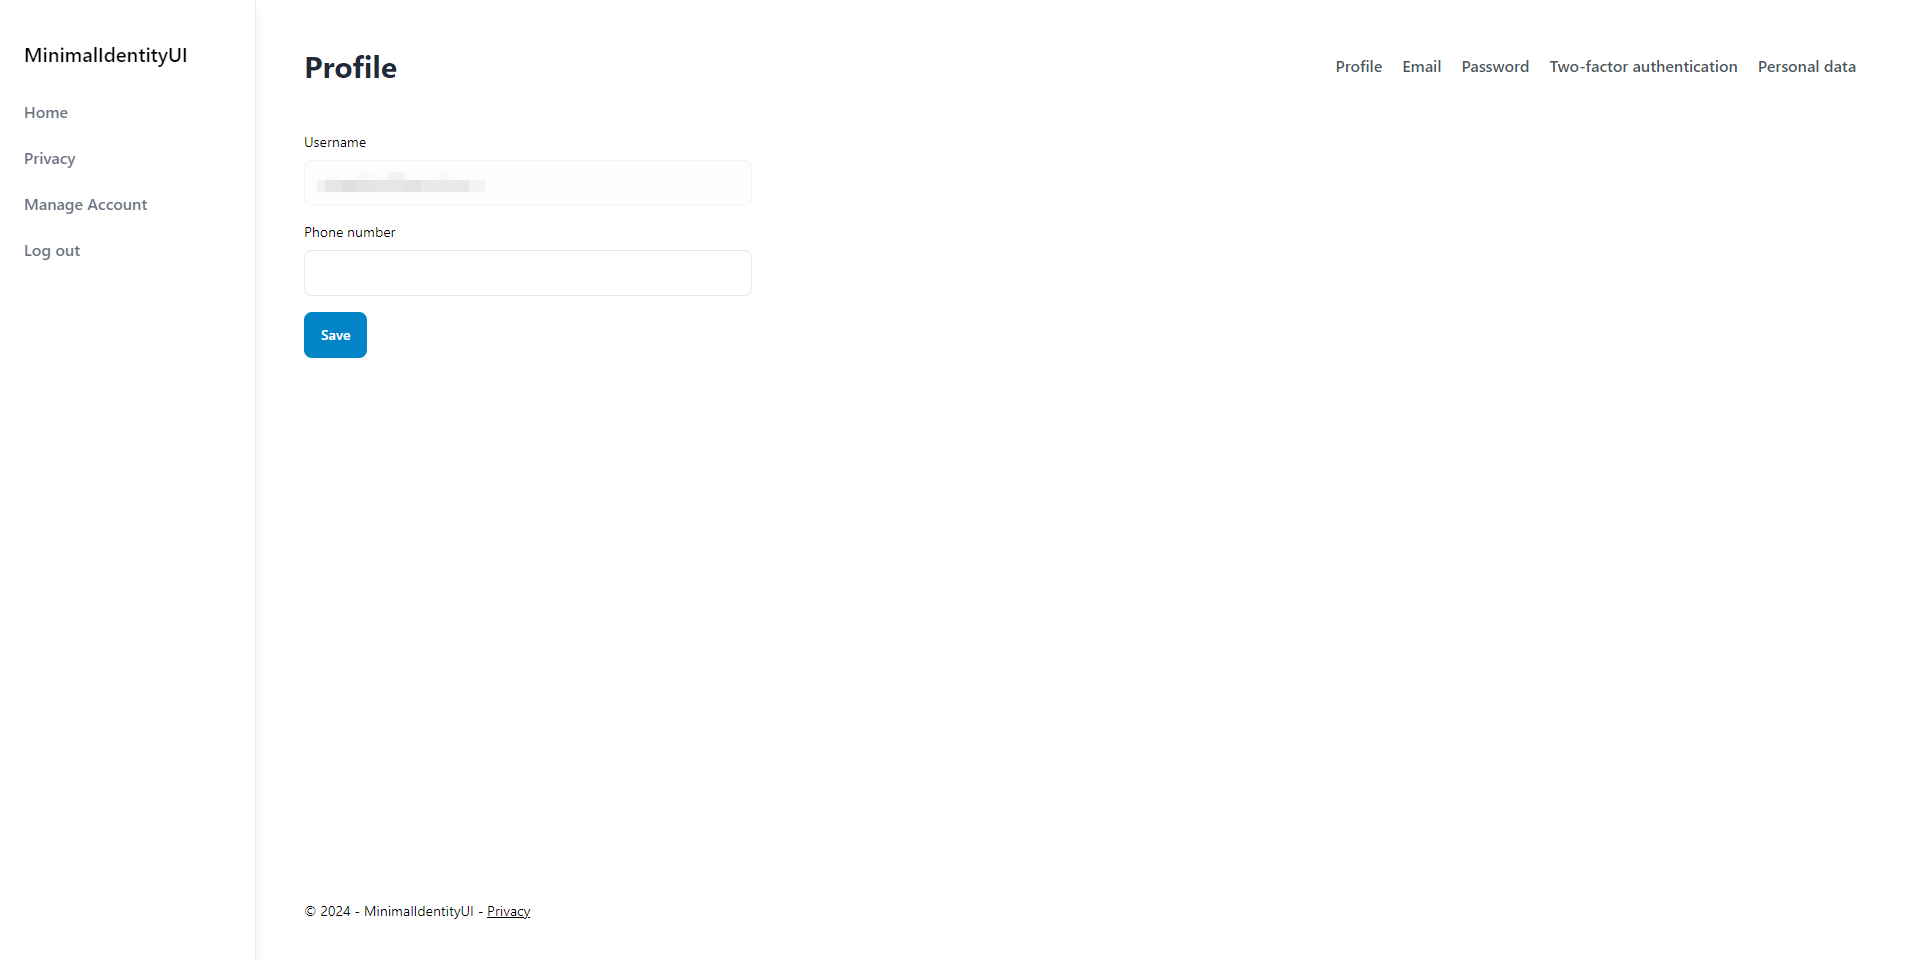 MinimalIdentityUI
Home
Privacy
Manage Account
Log out
Profile
Profile Email Password Two-factor authentication Personal data
Username
Phone number
Save
© 2024 - MinimalIdentityUI - Privacy